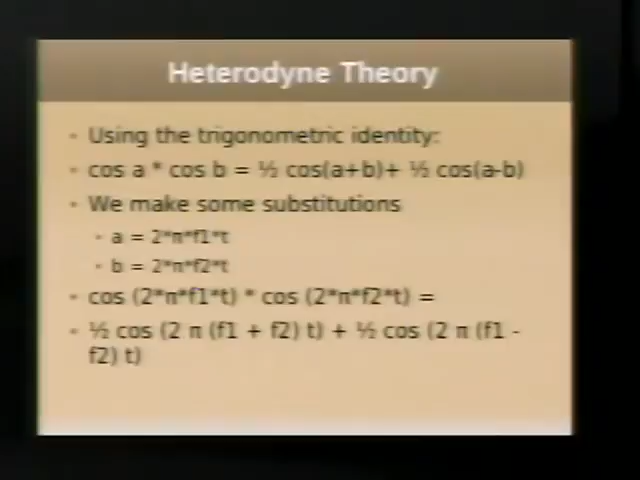 Heterodyne Theory
Using the trigonometric identity:
cos a * cos b = ½ cos(a+b)+ ½ cos(a-b)
We make some substitutions
a = 2*π*f1*t
b = 2*π*f2*t
cos (2*π*f1*t) * cos (2*π*f2*t) =
½ cos (2 π (f1 + f2) t) + ½ cos (2 π (f1 -
f2) t)